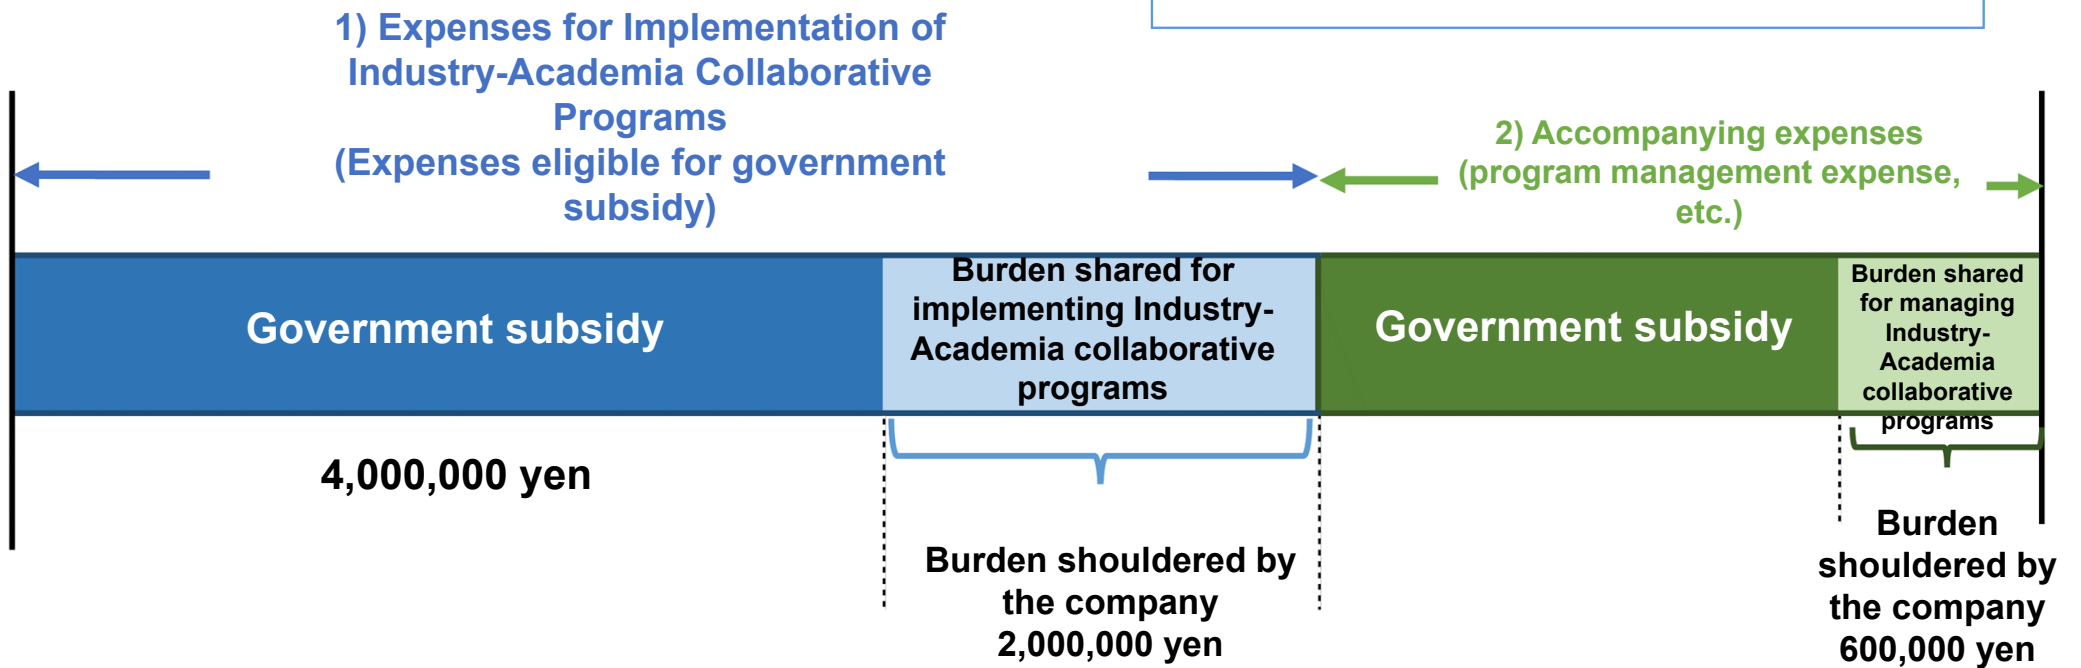 1) Expenses for Implementation of
Industry-Academia Collaborative
Programs
(Expenses eligible for government
subsidy)
2) Accompanying expenses
(program management expense,
etc.)
Government subsidy
Burden shared for
implementing Industry-
Academia collaborative
programs
Government subsidy
Burden shared
for managing
Industry-
Academia
collaborative
programs
4,000,000 yen
Burden shouldered by
the company
2,000,000 yen
Burden
shouldered by
the company
600,000 yen